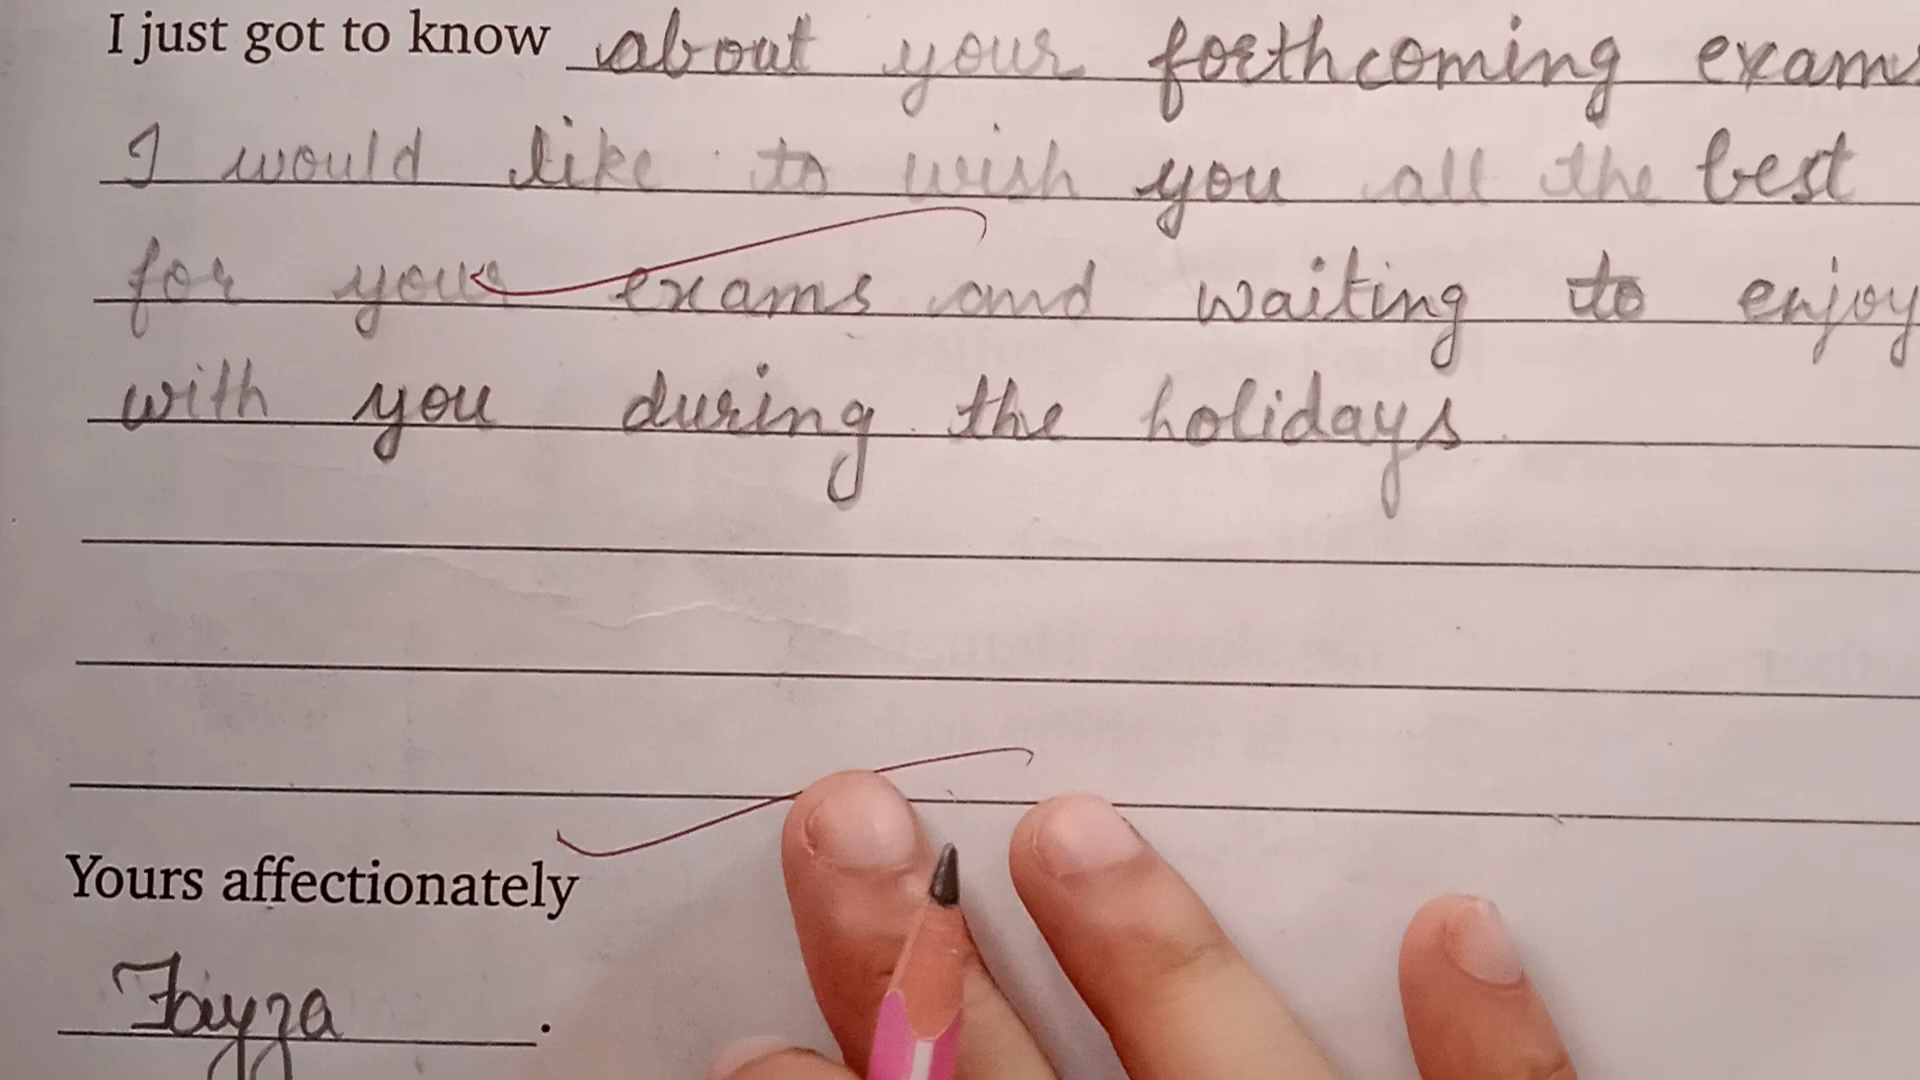 I just got to know about your forthcoming exams
I would like to wish you all the best
for your exams and waiting to enjoy
with you during the holidays
Yours affectionately
Fayza.